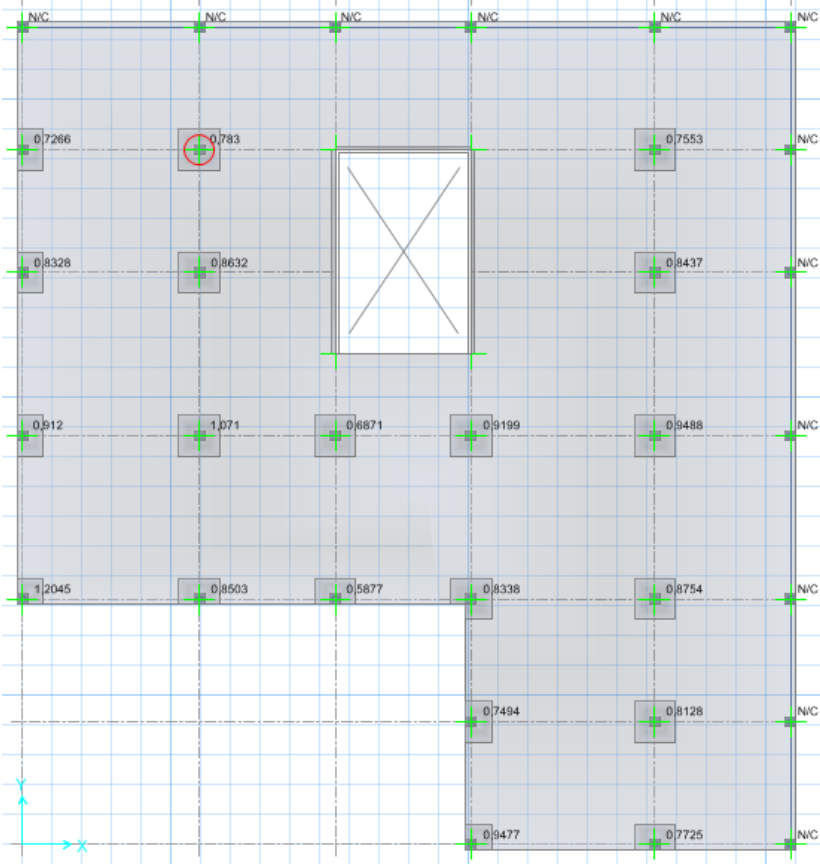 N/C N/C N/C N/C N/C N/C
0,7266 0,783 0,7553 N/C
0,8328 0,8632 0,8437 N/C
0,912 1,071 0,6871 0,9199 0,9488 N/C
1,2045 0,8503 0,5877 0,8338 0,8754 N/C
0,7494 0,8128 N/C
Y
0,9477 0,7725 N/C
X